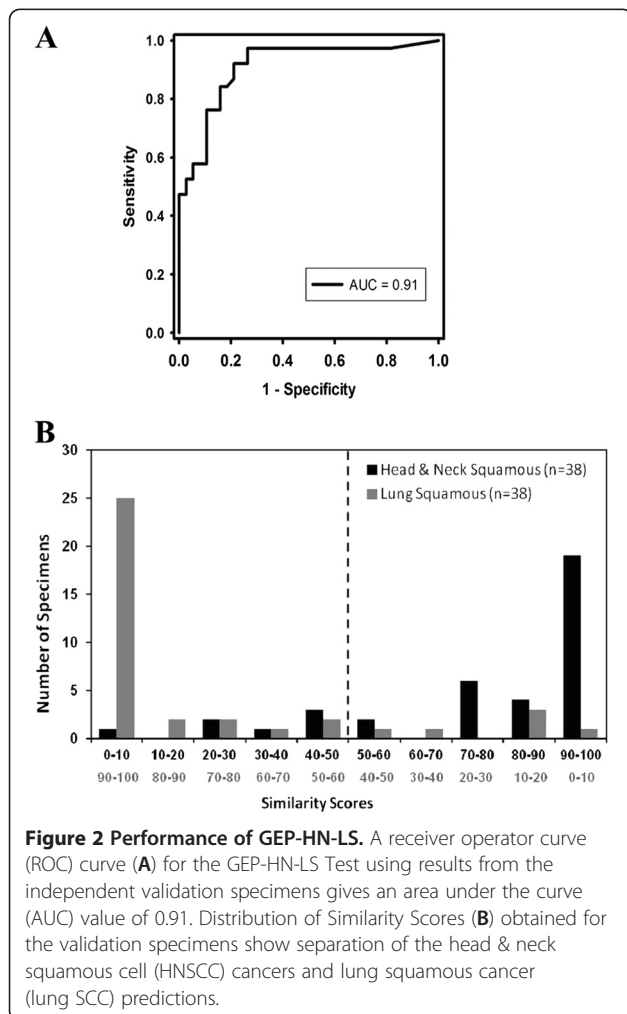 A
1.0
0.8
0.6
0.4
0.2
0.0
Sensitivity
AUC = 0.91
0.0 0.2 0.4 0.6 0.8 1.0
1 - Specificity
B
30
25
20
15
10
5
0
Number of Specimens
Head & Neck Squamous (n=38)
Lung Squamous (n=38)
0-10 10-20 20-30 30-40 40-50 50-60 60-70 70-80 80-90 90-100
90-100 80-90 70-80 60-70 50-60 40-50 30-40 20-30 10-20 0-10
Similarity Scores
Figure 2 Performance of GEP-HN-LS. A receiver operator curve
(ROC) curve (A) for the GEP-HN-LS Test using results from the
independent validation specimens gives an area under the curve
(AUC) value of 0.91. Distribution of Similarity Scores (B) obtained for
the validation specimens show separation of the head & neck
squamous cell (HNSCC) cancers and lung squamous cancer
(lung SCC) predictions.